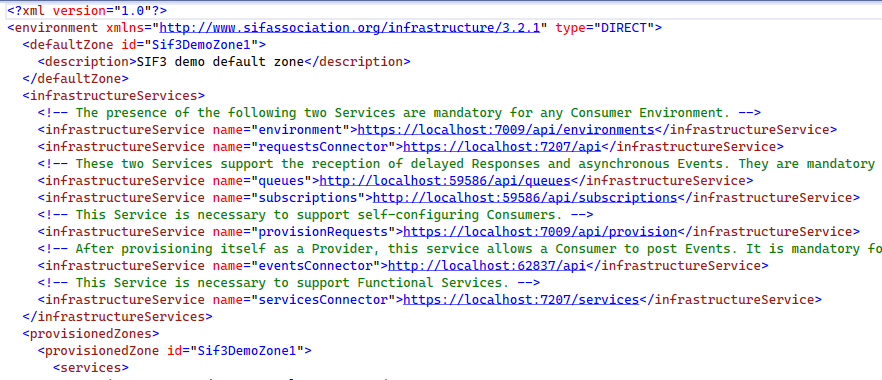 <?xml version="1.0"?>
<environment xmlns="http://www.sifassociation.org/infrastructure/3.2.1" type="DIRECT">
<defaultZone id="Sif3DemoZone1">
<description>SIF3 demo default zone</description>
</defaultZone>
<infrastructureServices>
<!-- The presence of the following two Services are mandatory for any Consumer Environment. -->
<infrastructureService name="environment">https://localhost:7009/api/environments</infrastructureService>
<infrastructureService name="requestsConnector">https://localhost:7207/api</infrastructureService>
<!-- These two Services support the reception of delayed Responses and asynchronous Events. They are mandatory
<infrastructureService name="queues">http://localhost:59586/api/queues</infrastructureService>
<infrastructureService name="subscriptions">http://localhost:59586/api/subscriptions</infrastructureService>
<!-- This Service is necessary to support self-configuring Consumers. -->
<infrastructureService name="provisionRequests">https://localhost:7009/api/provision</infrastructureService>
<!-- After provisioning itself as a Provider, this service allows a Consumer to post Events. It is mandatory fo
<infrastructureService name="eventsConnector">http://localhost:62837/api</infrastructureService>
<!-- This Service is necessary to support Functional Services. -->
<infrastructureService name="servicesConnector">https://localhost:7207/services</infrastructureService>
</infrastructureServices>
<provisionedZones>
<provisionedZone id="Sif3DemoZone1">
<services>